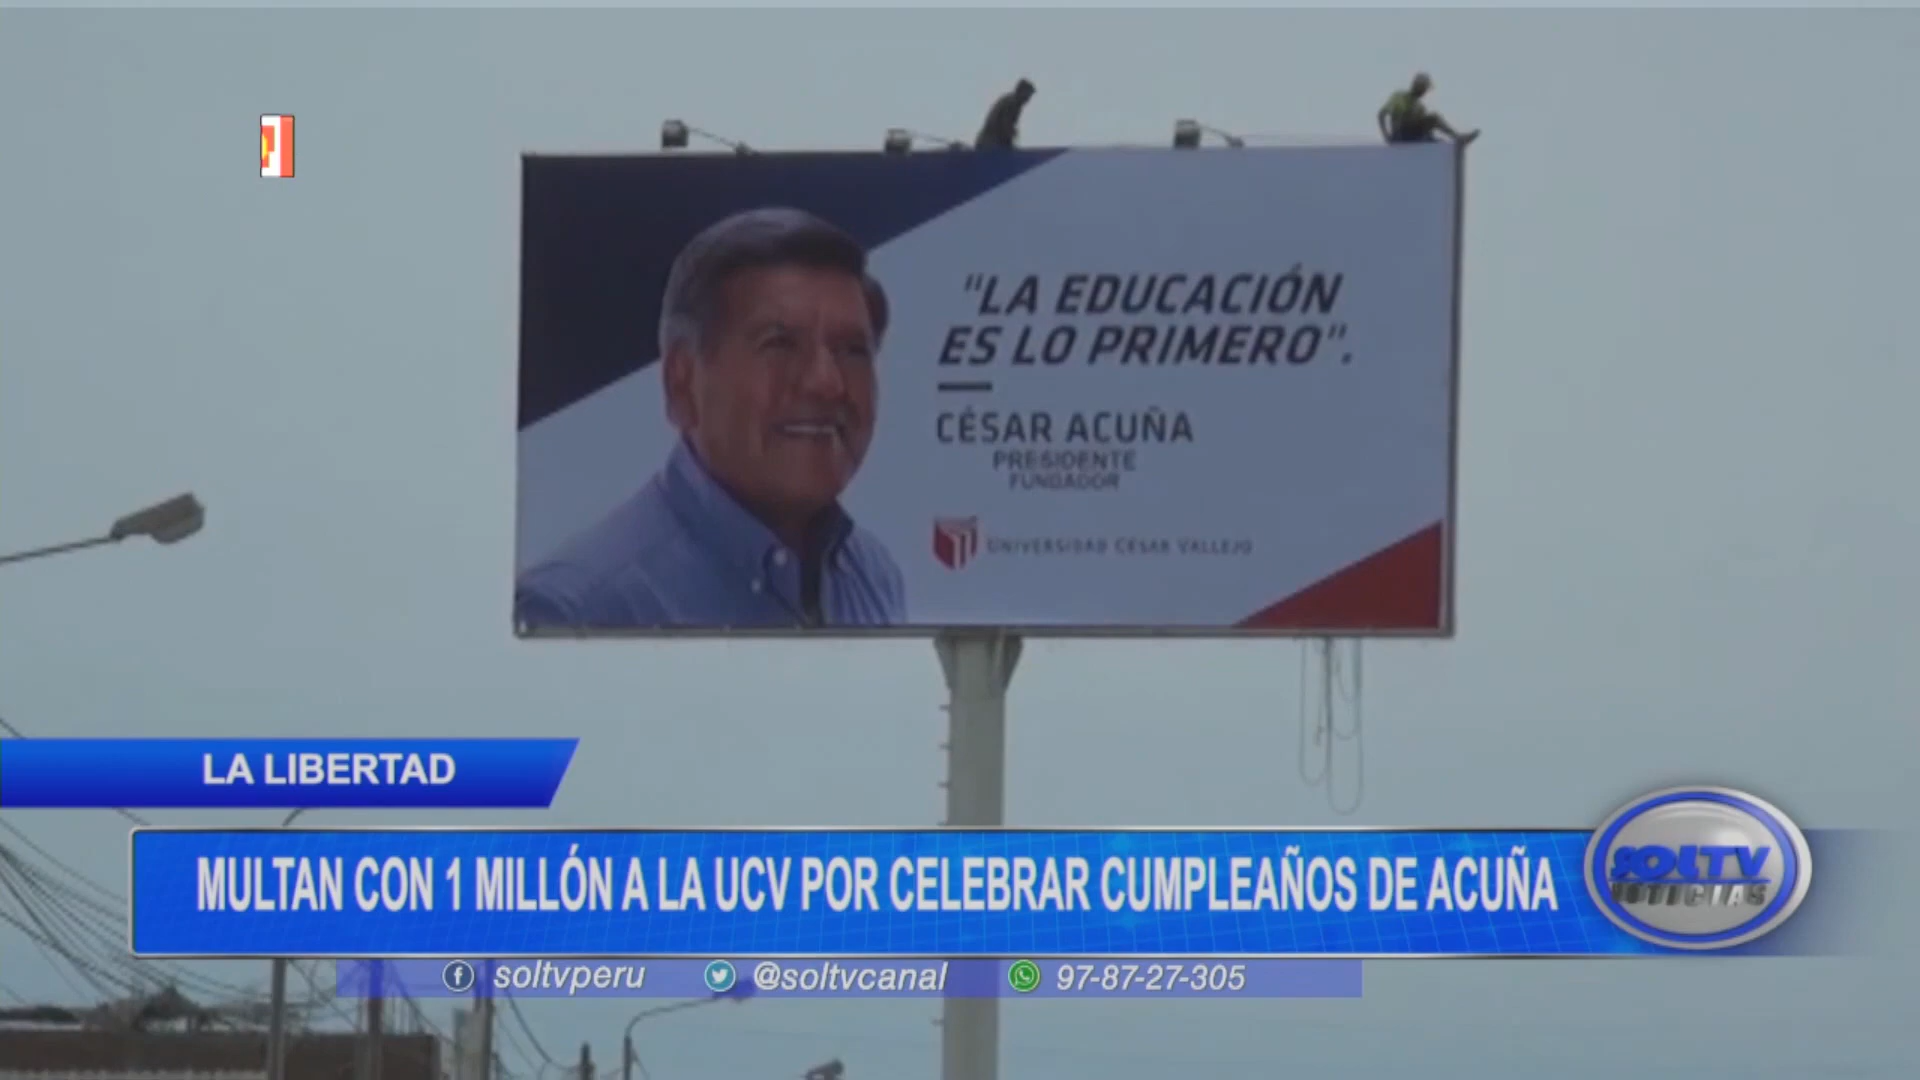 "LA EDUCACIÓN
ES LO PRIMERO".
CÉSAR ACUÑA
PRESIDENTE
FUNDADOR
UNIVERSIDAD CÉSAR VALLEJO
LA LIBERTAD
MULTAN CON 1 MILLÓN A LA UCV POR CELEBRAR CUMPLEAÑOS DE ACUÑA
SOLTV
NOTICIAS
soltvperu @soltvcanal 97-87-27-305